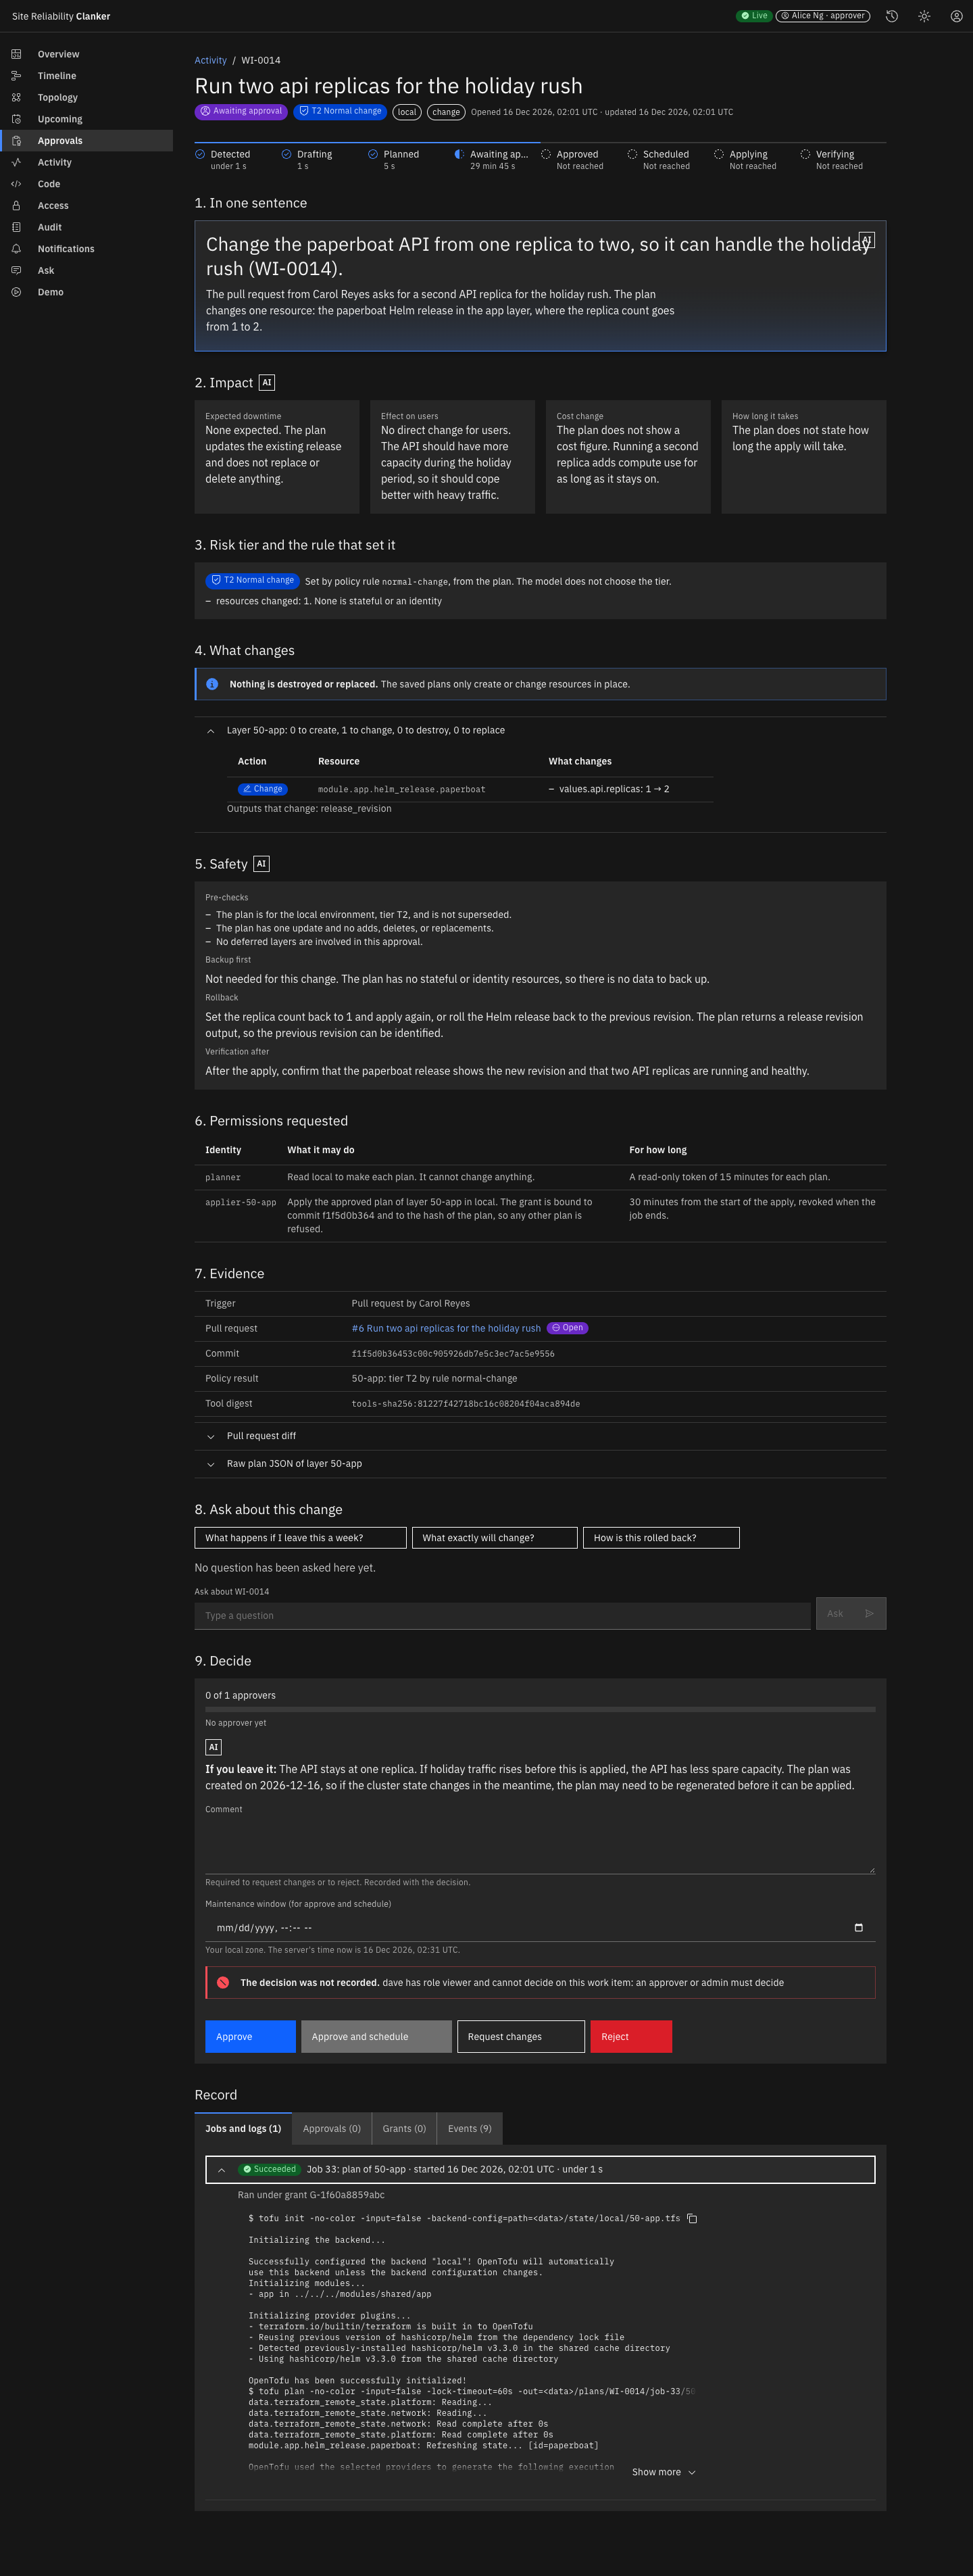 Site Reliability Clanker
Live
Alice Ng · approver
Overview
Timeline
Topology
Upcoming
Approvals
Activity
Code
Access
Audit
Notifications
Ask
Demo
Activity / WI-0014
Run two api replicas for the holiday rush
Awaiting approval
T2 Normal change
local
change
Opened 16 Dec 2026, 02:01 UTC · updated 16 Dec 2026, 02:01 UTC
Detected
under 1 s
Drafting
1 s
Planned
5 s
Awaiting ap...
29 min 45 s
Approved
Not reached
Scheduled
Not reached
Applying
Not reached
Verifying
Not reached
1. In one sentence
AI
Change the paperboat API from one replica to two, so it can handle the holiday
rush (WI-0014).
The pull request from Carol Reyes asks for a second API replica for the holiday rush. The plan
changes one resource: the paperboat Helm release in the app layer, where the replica count goes
from 1 to 2.
2. Impact AI
Expected downtime
None expected. The plan
updates the existing release
and does not replace or
delete anything.
Effect on users
No direct change for users.
The API should have more
capacity during the holiday
period, so it should cope
better with heavy traffic.
Cost change
The plan does not show a
cost figure. Running a second
replica adds compute use for
as long as it stays on.
How long it takes
The plan does not state how
long the apply will take.
3. Risk tier and the rule that set it
T2 Normal change Set by policy rule normal-change, from the plan. The model does not choose the tier.
– resources changed: 1. None is stateful or an identity
4. What changes
Nothing is destroyed or replaced. The saved plans only create or change resources in place.
Layer 50-app: 0 to create, 1 to change, 0 to destroy, 0 to replace
Action Resource What changes
Change module.app.helm_release.paperboat – values.api.replicas: 1 → 2
Outputs that change: release_revision
5. Safety AI
Pre-checks
– The plan is for the local environment, tier T2, and is not superseded.
– The plan has one update and no adds, deletes, or replacements.
– No deferred layers are involved in this approval.
Backup first
Not needed for this change. The plan has no stateful or identity resources, so there is no data to back up.
Rollback
Set the replica count back to 1 and apply again, or roll the Helm release back to the previous revision. The plan returns a release revision
output, so the previous revision can be identified.
Verification after
After the apply, confirm that the paperboat release shows the new revision and that two API replicas are running and healthy.
6. Permissions requested
Identity What it may do For how long
planner Read local to make each plan. It cannot change anything. A read-only token of 15 minutes for each plan.
applier-50-app Apply the approved plan of layer 50-app in local. The grant is bound to
commit f1f5d0b364 and to the hash of the plan, so any other plan is
refused.
30 minutes from the start of the apply, revoked when the
job ends.
7. Evidence
Trigger Pull request by Carol Reyes
Pull request #6 Run two api replicas for the holiday rush Open
Commit f1f5d0b36453c00c905926db7e5c3ec7ac5e9556
Policy result 50-app: tier T2 by rule normal-change
Tool digest tools-sha256:81227f42718bc16c08204f04aca894de
Pull request diff
Raw plan JSON of layer 50-app
8. Ask about this change
What happens if I leave this a week?
What exactly will change?
How is this rolled back?
No question has been asked here yet.
Ask about WI-0014
Type a question
Ask
9. Decide
0 of 1 approvers
No approver yet
AI
If you leave it: The API stays at one replica. If holiday traffic rises before this is applied, the API has less spare capacity. The plan was
created on 2026-12-16, so if the cluster state changes in the meantime, the plan may need to be regenerated before it can be applied.
Comment
Required to request changes or to reject. Recorded with the decision.
Maintenance window (for approve and schedule)
mm/dd/yyyy, --:-- --
Your local zone. The server's time now is 16 Dec 2026, 02:31 UTC.
The decision was not recorded. dave has role viewer and cannot decide on this work item: an approver or admin must decide
Approve
Approve and schedule
Request changes
Reject
Record
Jobs and logs (1)
Approvals (0)
Grants (0)
Events (9)
Succeeded Job 33: plan of 50-app · started 16 Dec 2026, 02:01 UTC · under 1 s
Ran under grant G-1f60a8859abc
$ tofu init -no-color -input=false -backend-config=path=<data>/state/local/50-app.tfs
Initializing the backend...
Successfully configured the backend "local"! OpenTofu will automatically
use this backend unless the backend configuration changes.
Initializing modules...
- app in ../../../modules/shared/app
Initializing provider plugins...
- terraform.io/builtin/terraform is built in to OpenTofu
- Reusing previous version of hashicorp/helm from the dependency lock file
- Detected previously-installed hashicorp/helm v3.3.0 in the shared cache directory
- Using hashicorp/helm v3.3.0 from the shared cache directory
OpenTofu has been successfully initialized!
$ tofu plan -no-color -input=false -lock-timeout=60s -out=<data>/plans/WI-0014/job-33/50
data.terraform_remote_state.platform: Reading...
data.terraform_remote_state.network: Reading...
data.terraform_remote_state.network: Read complete after 0s
data.terraform_remote_state.platform: Read complete after 0s
module.app.helm_release.paperboat: Refreshing state... [id=paperboat]
OpenTofu used the selected providers to generate the following execution
Show more